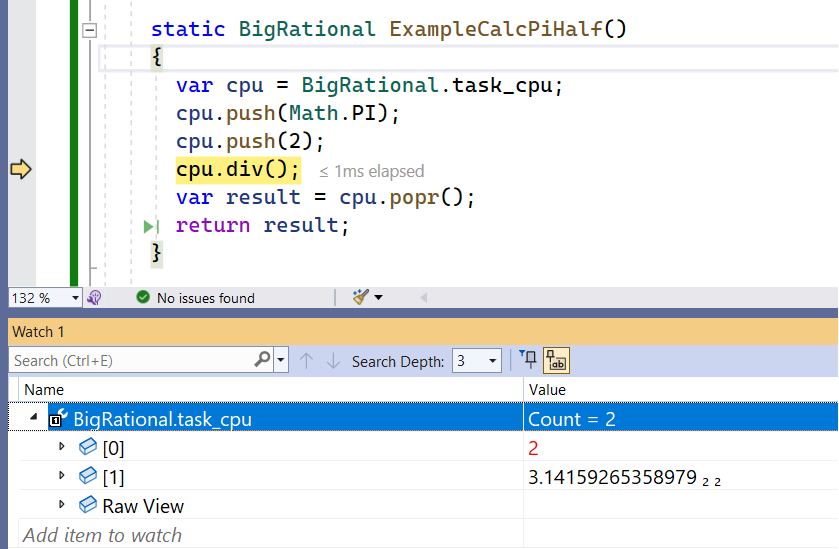 static BigRational ExampleCalcPiHalf()
{
var cpu = BigRational.task_cpu;
cpu.push(Math.PI);
cpu.push(2);
cpu.div(); ≤ 1ms elapsed
var result = cpu.popr();
return result;
}
132 % No issues found
Watch 1
Search (Ctrl+E) Search Depth: 3
Name Value
BigRational.task_cpu Count = 2
[0] 2
[1] 3.14159265358979 ₂ ₂
Raw View
Add item to watch